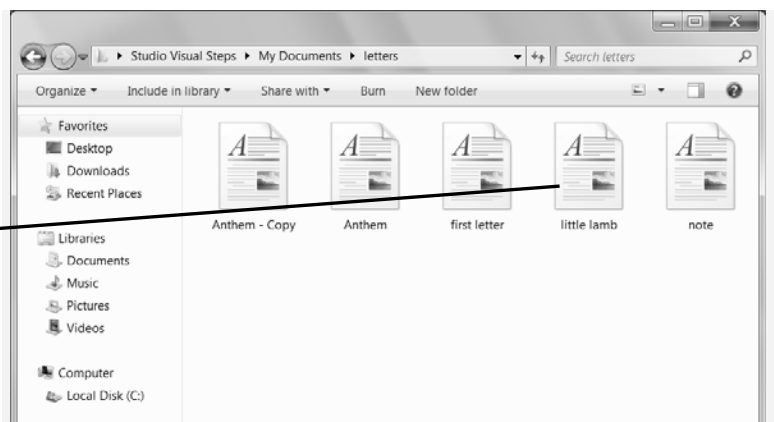 Studio Visual Steps ▸ My Documents ▸ letters
Search letters
Organize ▾ Include in library ▾ Share with ▾ Burn New folder
Favorites
Desktop
Downloads
Recent Places
Libraries
Documents
Music
Pictures
Videos
Computer
Local Disk (C:)
A A A A A
Anthem - Copy Anthem first letter little lamb note